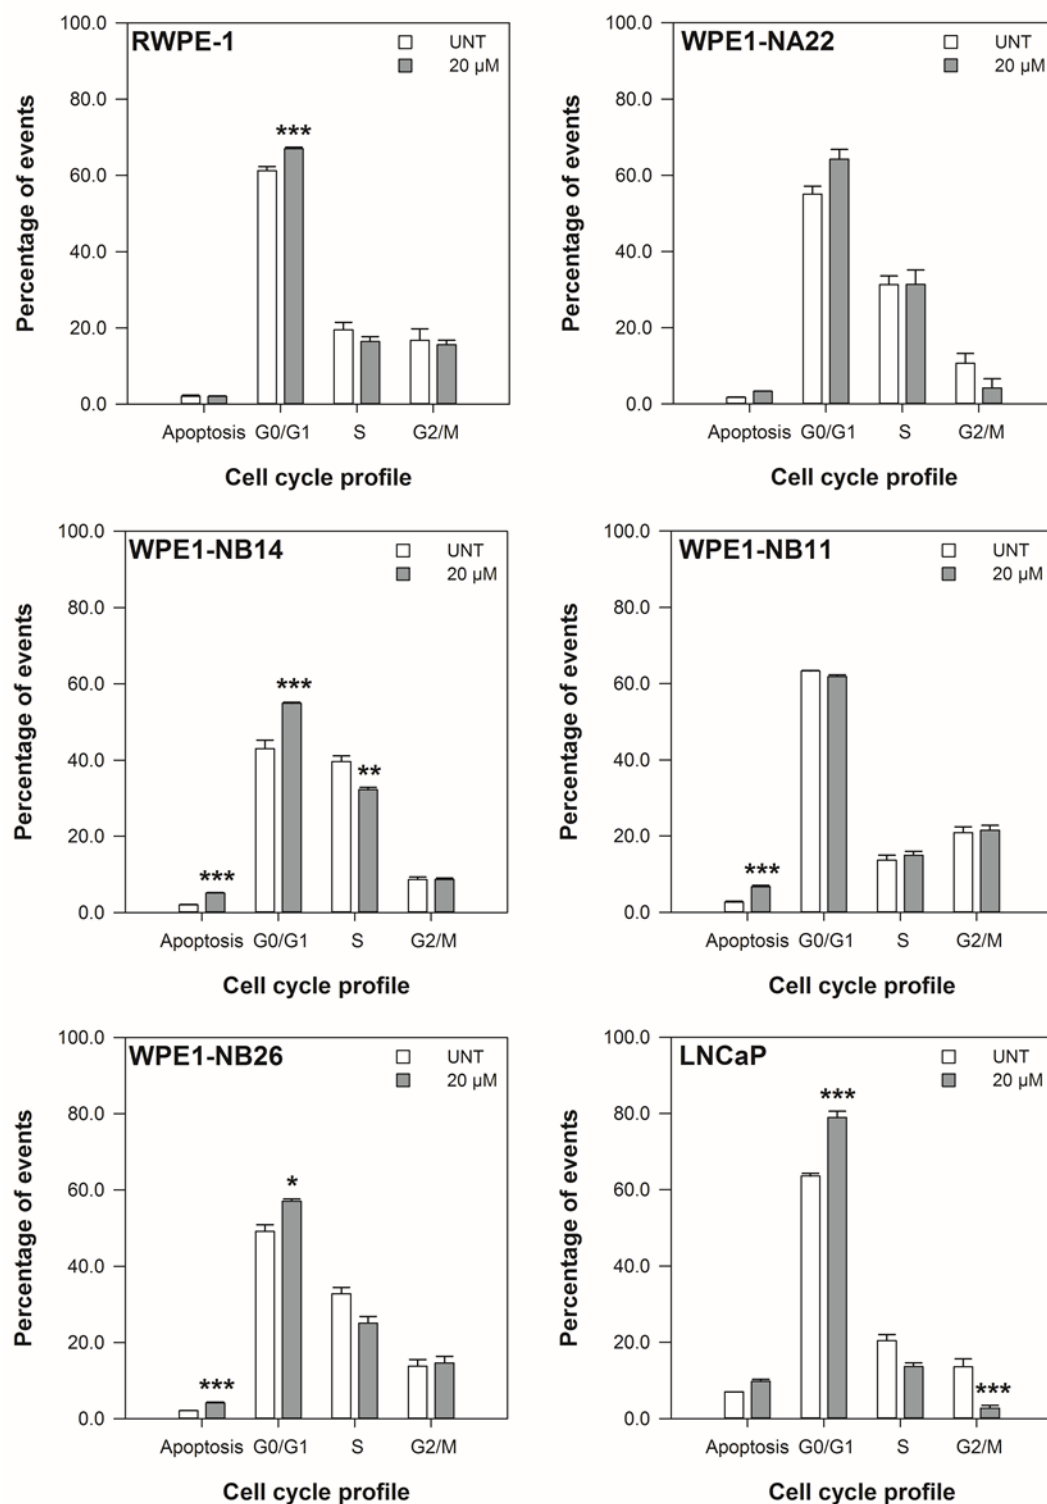 RWPE-1
UNT
20 µM
100.0
80.0
60.0
40.0
20.0
0.0
Percentage of events
***
Apoptosis G0/G1 S G2/M
Cell cycle profile
WPE1-NA22
UNT
20 µM
100.0
80.0
60.0
40.0
20.0
0.0
Percentage of events
Apoptosis G0/G1 S G2/M
Cell cycle profile
WPE1-NB14
UNT
20 µM
100.0
80.0
60.0
40.0
20.0
0.0
Percentage of events
***
***
**
Apoptosis G0/G1 S G2/M
Cell cycle profile
WPE1-NB11
UNT
20 µM
100.0
80.0
60.0
40.0
20.0
0.0
Percentage of events
***
Apoptosis G0/G1 S G2/M
Cell cycle profile
WPE1-NB26
UNT
20 µM
100.0
80.0
60.0
40.0
20.0
0.0
Percentage of events
***
*
Apoptosis G0/G1 S G2/M
Cell cycle profile
LNCaP
UNT
20 µM
100.0
80.0
60.0
40.0
20.0
0.0
Percentage of events
***
***
Apoptosis G0/G1 S G2/M
Cell cycle profile